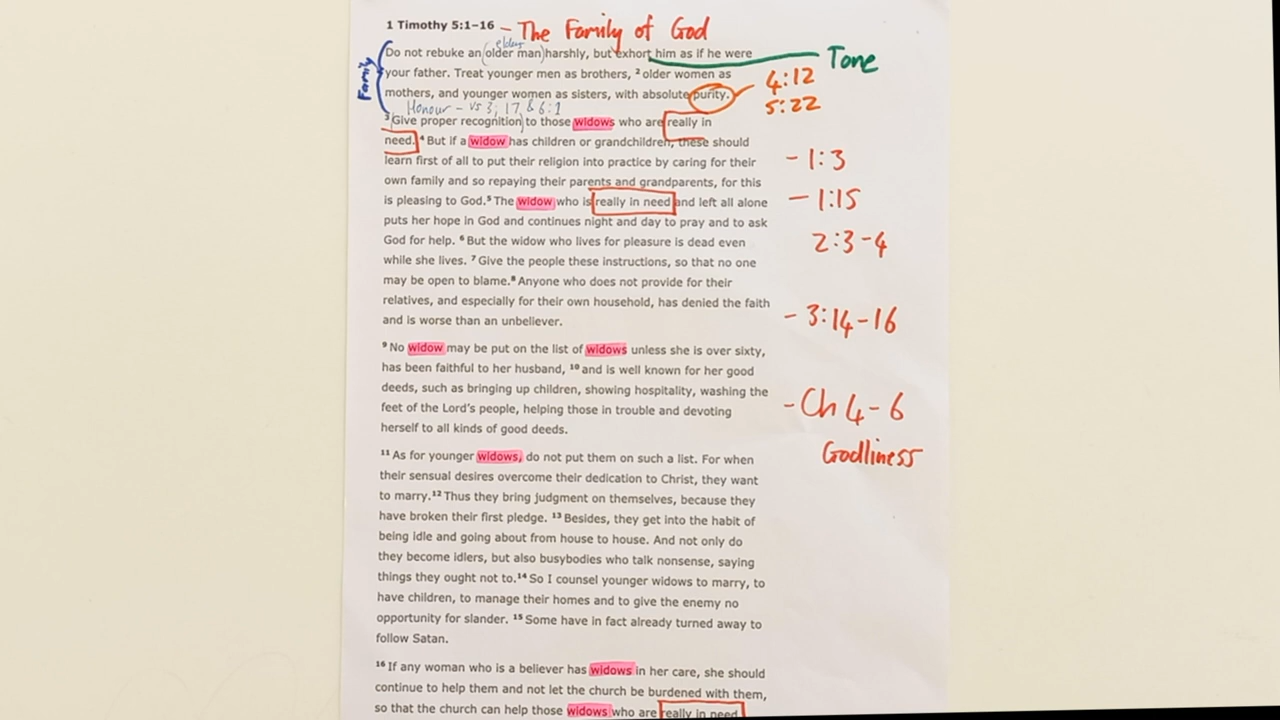 1 Timothy 5:1-16 - The Family of God
elders
Do not rebuke an (older man) harshly, but exhort him as if he were
Tone
Family
your father. Treat younger men as brothers, ² older women as
4:12
mothers, and younger women as sisters, with absolute purity.
5:22
Honour - vs 3; 17, & 6:1
³ (Give proper recognition) to those widows who are really in
need. ⁴ But if a widow has children or grandchildren, these should
- 1:3
learn first of all to put their religion into practice by caring for their
own family and so repaying their parents and grandparents, for this
- 1:15
is pleasing to God. ⁵ The widow who is really in need and left all alone
puts her hope in God and continues night and day to pray and to ask
2:3-4
God for help. ⁶ But the widow who lives for pleasure is dead even
while she lives. ⁷ Give the people these instructions, so that no one
may be open to blame. ⁸ Anyone who does not provide for their
relatives, and especially for their own household, has denied the faith
- 3:14-16
and is worse than an unbeliever.
⁹ No widow may be put on the list of widows unless she is over sixty,
has been faithful to her husband, ¹⁰ and is well known for her good
deeds, such as bringing up children, showing hospitality, washing the
- Ch 4-6
feet of the Lord's people, helping those in trouble and devoting
herself to all kinds of good deeds.
Godliness
¹¹ As for younger widows, do not put them on such a list. For when
their sensual desires overcome their dedication to Christ, they want
to marry. ¹² Thus they bring judgment on themselves, because they
have broken their first pledge. ¹³ Besides, they get into the habit of
being idle and going about from house to house. And not only do
they become idlers, but also busybodies who talk nonsense, saying
things they ought not to. ¹⁴ So I counsel younger widows to marry, to
have children, to manage their homes and to give the enemy no
opportunity for slander. ¹⁵ Some have in fact already turned away to
follow Satan.
¹⁶ If any woman who is a believer has widows in her care, she should
continue to help them and not let the church be burdened with them,
so that the church can help those widows who are really in need